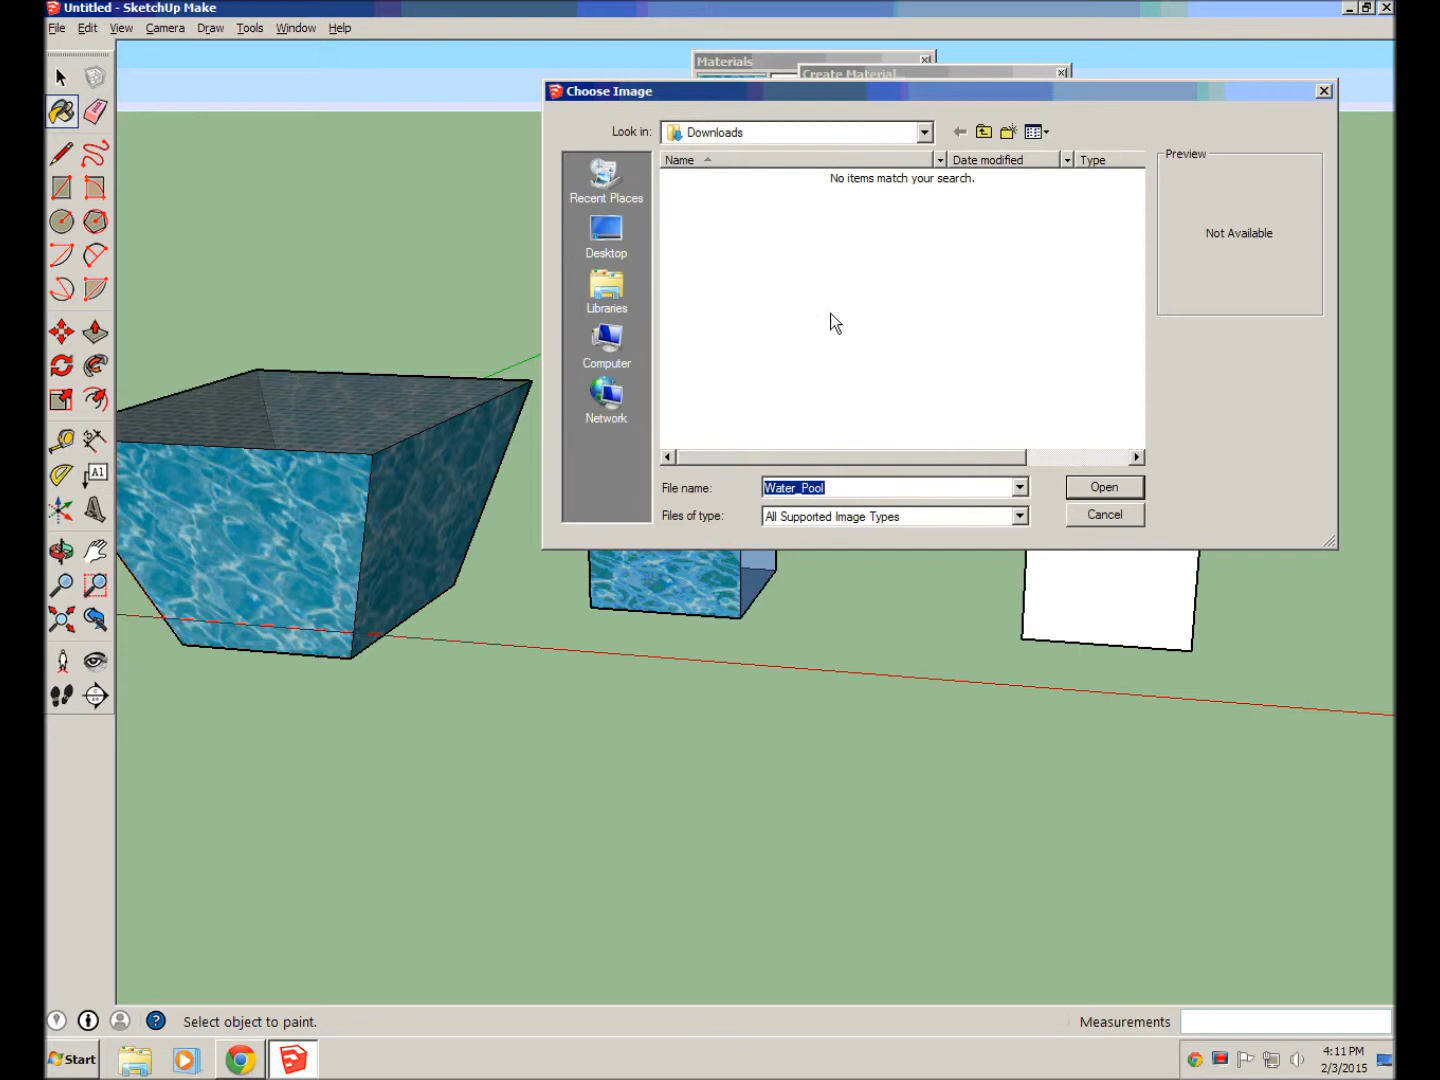 Untitled - SketchUp Make
File Edit View Camera Draw Tools Window Help
Materials
Create Material...
Choose Image
Look in: Downloads
Name Date modified Type
No items match your search.
Preview
Not Available
Recent Places
Desktop
Libraries
Computer
Network
File name: Water_Pool Open
Files of type: All Supported Image Types Cancel
A1
Select object to paint. Measurements
Start 4:11 PM
2/3/2015